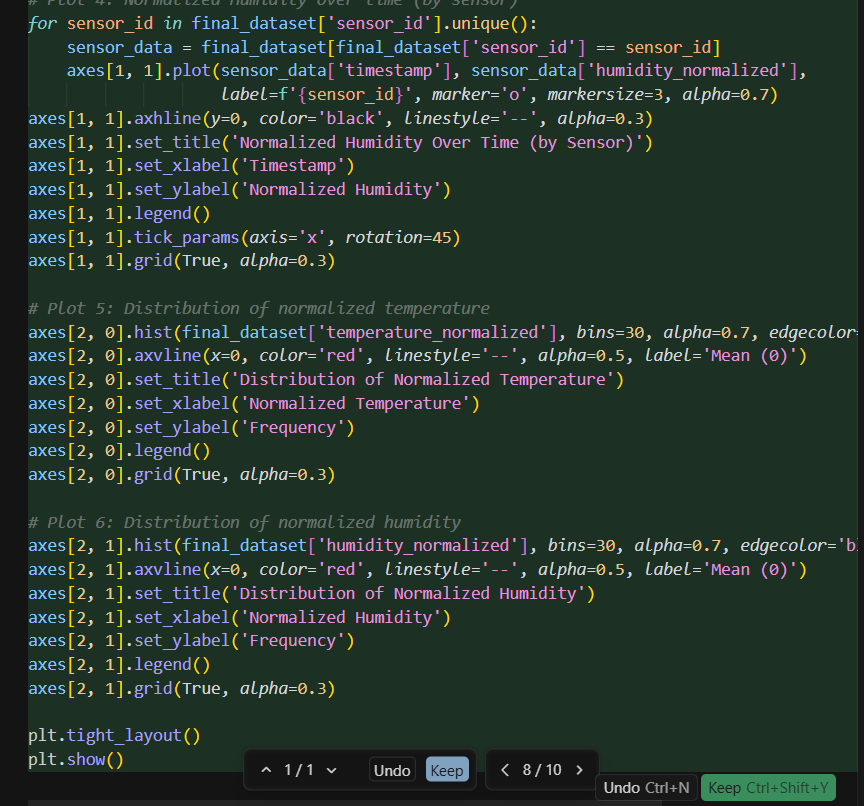 # Plot 4: Normalized humidity over time (by sensor)
for sensor_id in final_dataset['sensor_id'].unique():
    sensor_data = final_dataset[final_dataset['sensor_id'] == sensor_id]
    axes[1, 1].plot(sensor_data['timestamp'], sensor_data['humidity_normalized'],
                    label=f'{sensor_id}', marker='o', markersize=3, alpha=0.7)
axes[1, 1].axhline(y=0, color='black', linestyle='--', alpha=0.3)
axes[1, 1].set_title('Normalized Humidity Over Time (by Sensor)')
axes[1, 1].set_xlabel('Timestamp')
axes[1, 1].set_ylabel('Normalized Humidity')
axes[1, 1].legend()
axes[1, 1].tick_params(axis='x', rotation=45)
axes[1, 1].grid(True, alpha=0.3)

# Plot 5: Distribution of normalized temperature
axes[2, 0].hist(final_dataset['temperature_normalized'], bins=30, alpha=0.7, edgecolor=
axes[2, 0].axvline(x=0, color='red', linestyle='--', alpha=0.5, label='Mean (0)')
axes[2, 0].set_title('Distribution of Normalized Temperature')
axes[2, 0].set_xlabel('Normalized Temperature')
axes[2, 0].set_ylabel('Frequency')
axes[2, 0].legend()
axes[2, 0].grid(True, alpha=0.3)

# Plot 6: Distribution of normalized humidity
axes[2, 1].hist(final_dataset['humidity_normalized'], bins=30, alpha=0.7, edgecolor='b
axes[2, 1].axvline(x=0, color='red', linestyle='--', alpha=0.5, label='Mean (0)')
axes[2, 1].set_title('Distribution of Normalized Humidity')
axes[2, 1].set_xlabel('Normalized Humidity')
axes[2, 1].set_ylabel('Frequency')
axes[2, 1].legend()
axes[2, 1].grid(True, alpha=0.3)

plt.tight_layout()
plt.show()
1 / 1 Undo Keep 8 / 10
Undo Ctrl+N Keep Ctrl+Shift+Y